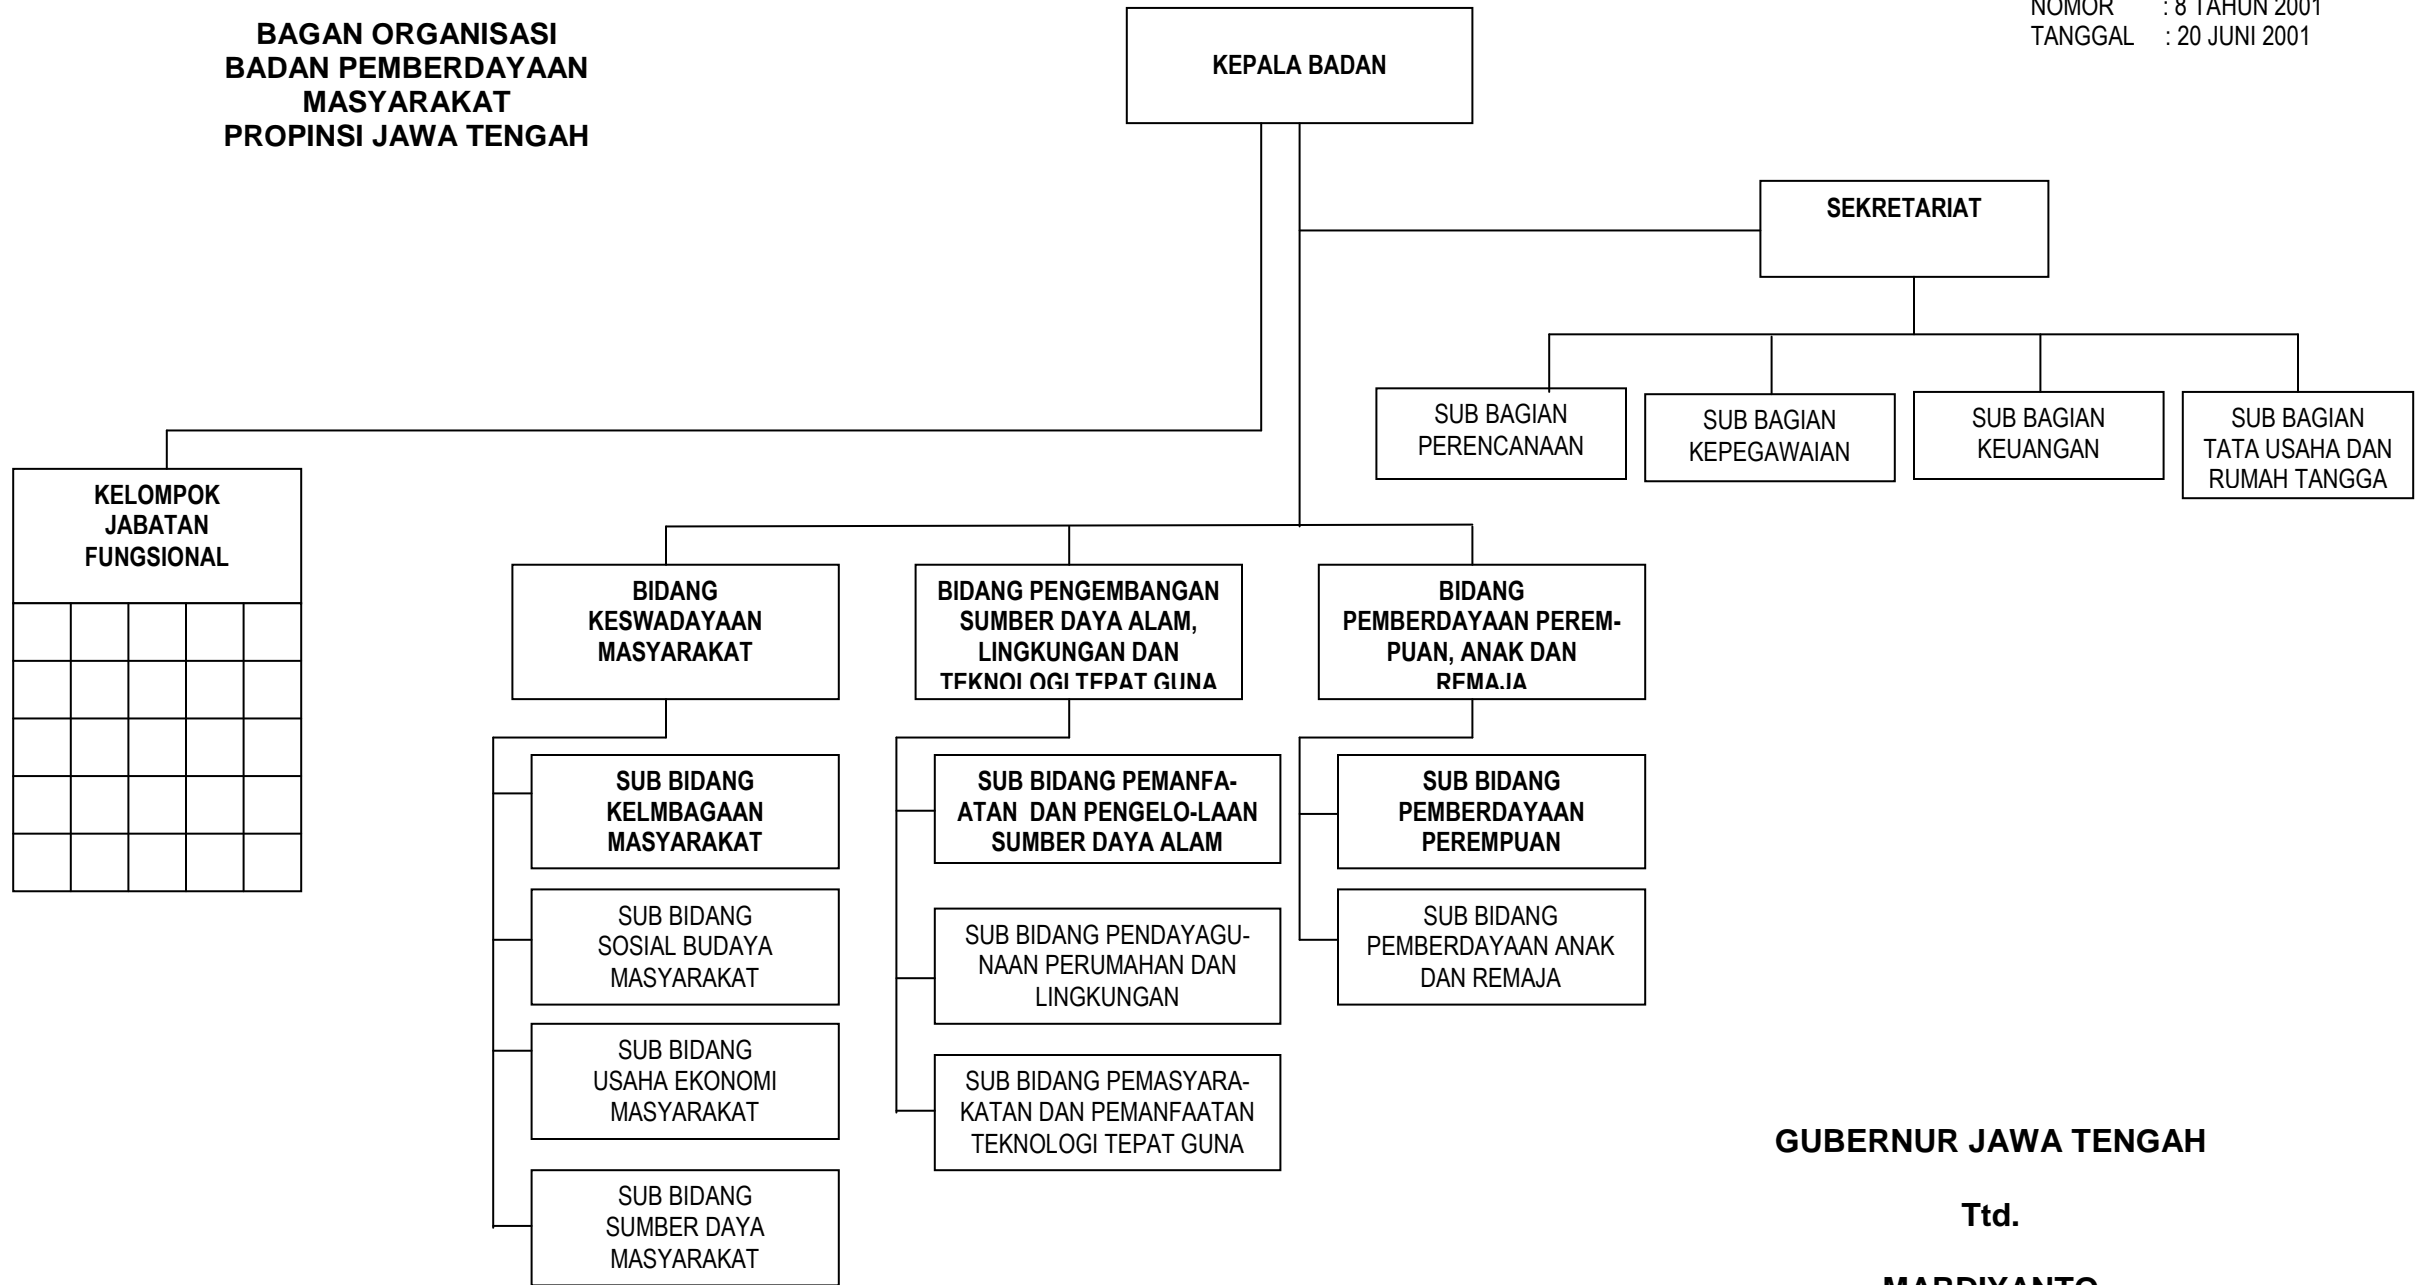 NOMOR : 8 TAHUN 2001
TANGGAL : 20 JUNI 2001
BAGAN ORGANISASI
BADAN PEMBERDAYAAN
MASYARAKAT
PROPINSI JAWA TENGAH
KEPALA BADAN
SEKRETARIAT
SUB BAGIAN
PERENCANAAN
SUB BAGIAN
KEPEGAWAIAN
SUB BAGIAN
KEUANGAN
SUB BAGIAN
TATA USAHA DAN
RUMAH TANGGA
KELOMPOK
JABATAN
FUNGSIONAL
BIDANG
KESWADAYAAN
MASYARAKAT
BIDANG PENGEMBANGAN
SUMBER DAYA ALAM,
LINGKUNGAN DAN
TEKNOLOGI TEPAT GUNA
BIDANG
PEMBERDAYAAN PEREM-
PUAN, ANAK DAN
REMAJA
SUB BIDANG
KELMBAGAAN
MASYARAKAT
SUB BIDANG
SOSIAL BUDAYA
MASYARAKAT
SUB BIDANG
USAHA EKONOMI
MASYARAKAT
SUB BIDANG
SUMBER DAYA
MASYARAKAT
SUB BIDANG PEMANFA-
ATAN DAN PENGELO-LAAN
SUMBER DAYA ALAM
SUB BIDANG PENDAYAGU-
NAAN PERUMAHAN DAN
LINGKUNGAN
SUB BIDANG PEMASYARA-
KATAN DAN PEMANFAATAN
TEKNOLOGI TEPAT GUNA
SUB BIDANG
PEMBERDAYAAN
PEREMPUAN
SUB BIDANG
PEMBERDAYAAN ANAK
DAN REMAJA
GUBERNUR JAWA TENGAH
Ttd.
MARDIYANTO